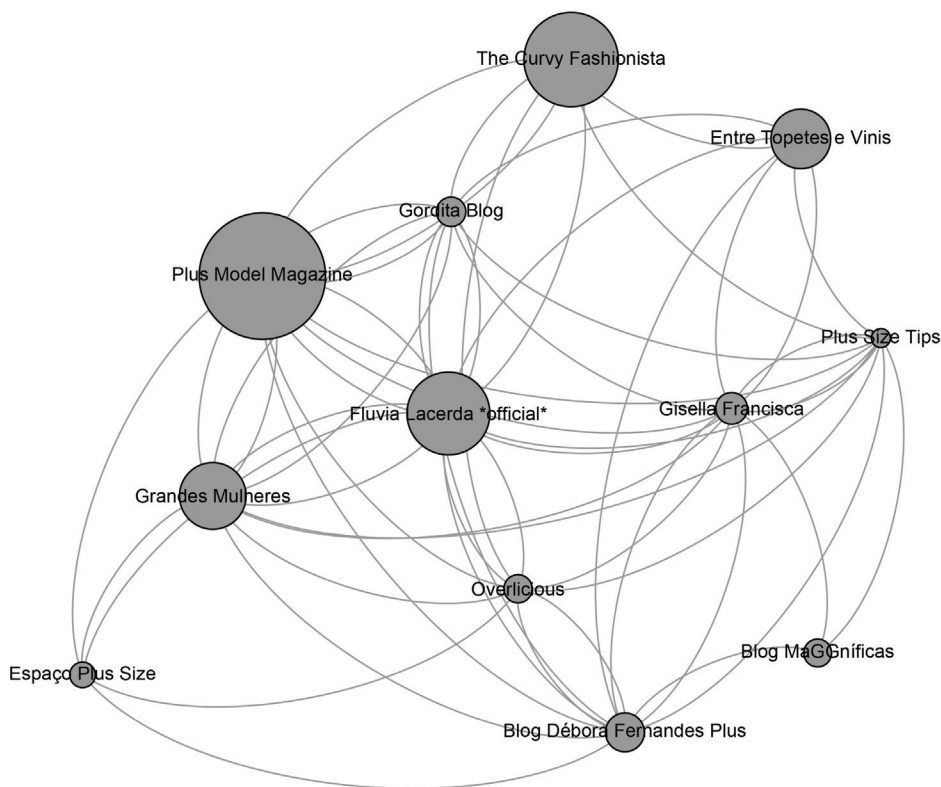 The Curvy Fashionista
Entre Topetes e Vinis
Gordita Blog
Plus Model Magazine
Plus Size Tips
Gisella Francisca
Fluvia Lacerda *official*
Grandes Mulheres
Overlicious
Blog MaGGníficas
Espaço Plus Size
Blog Débora Fernandes Plus